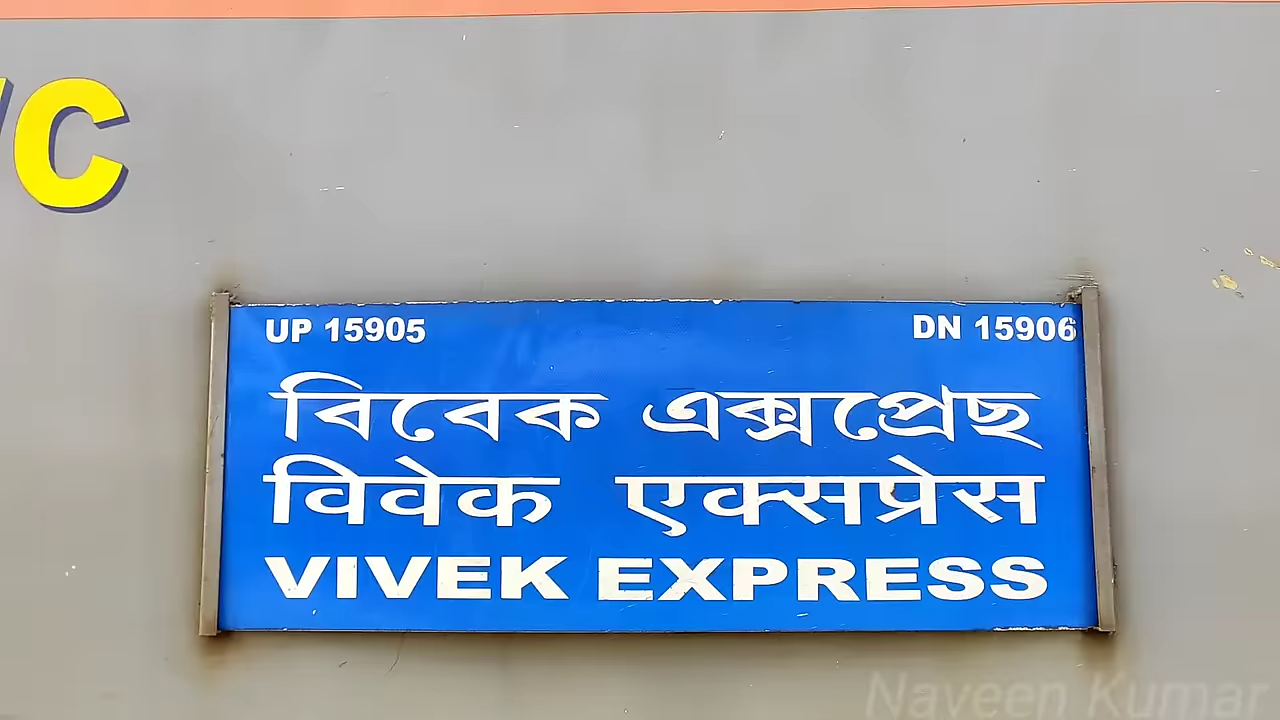 C
UP 15905 DN 15906
বিবেক এক্সপ্ৰেছ
विवेक एक्सप्रेस
VIVEK EXPRESS
Naveen Kumar